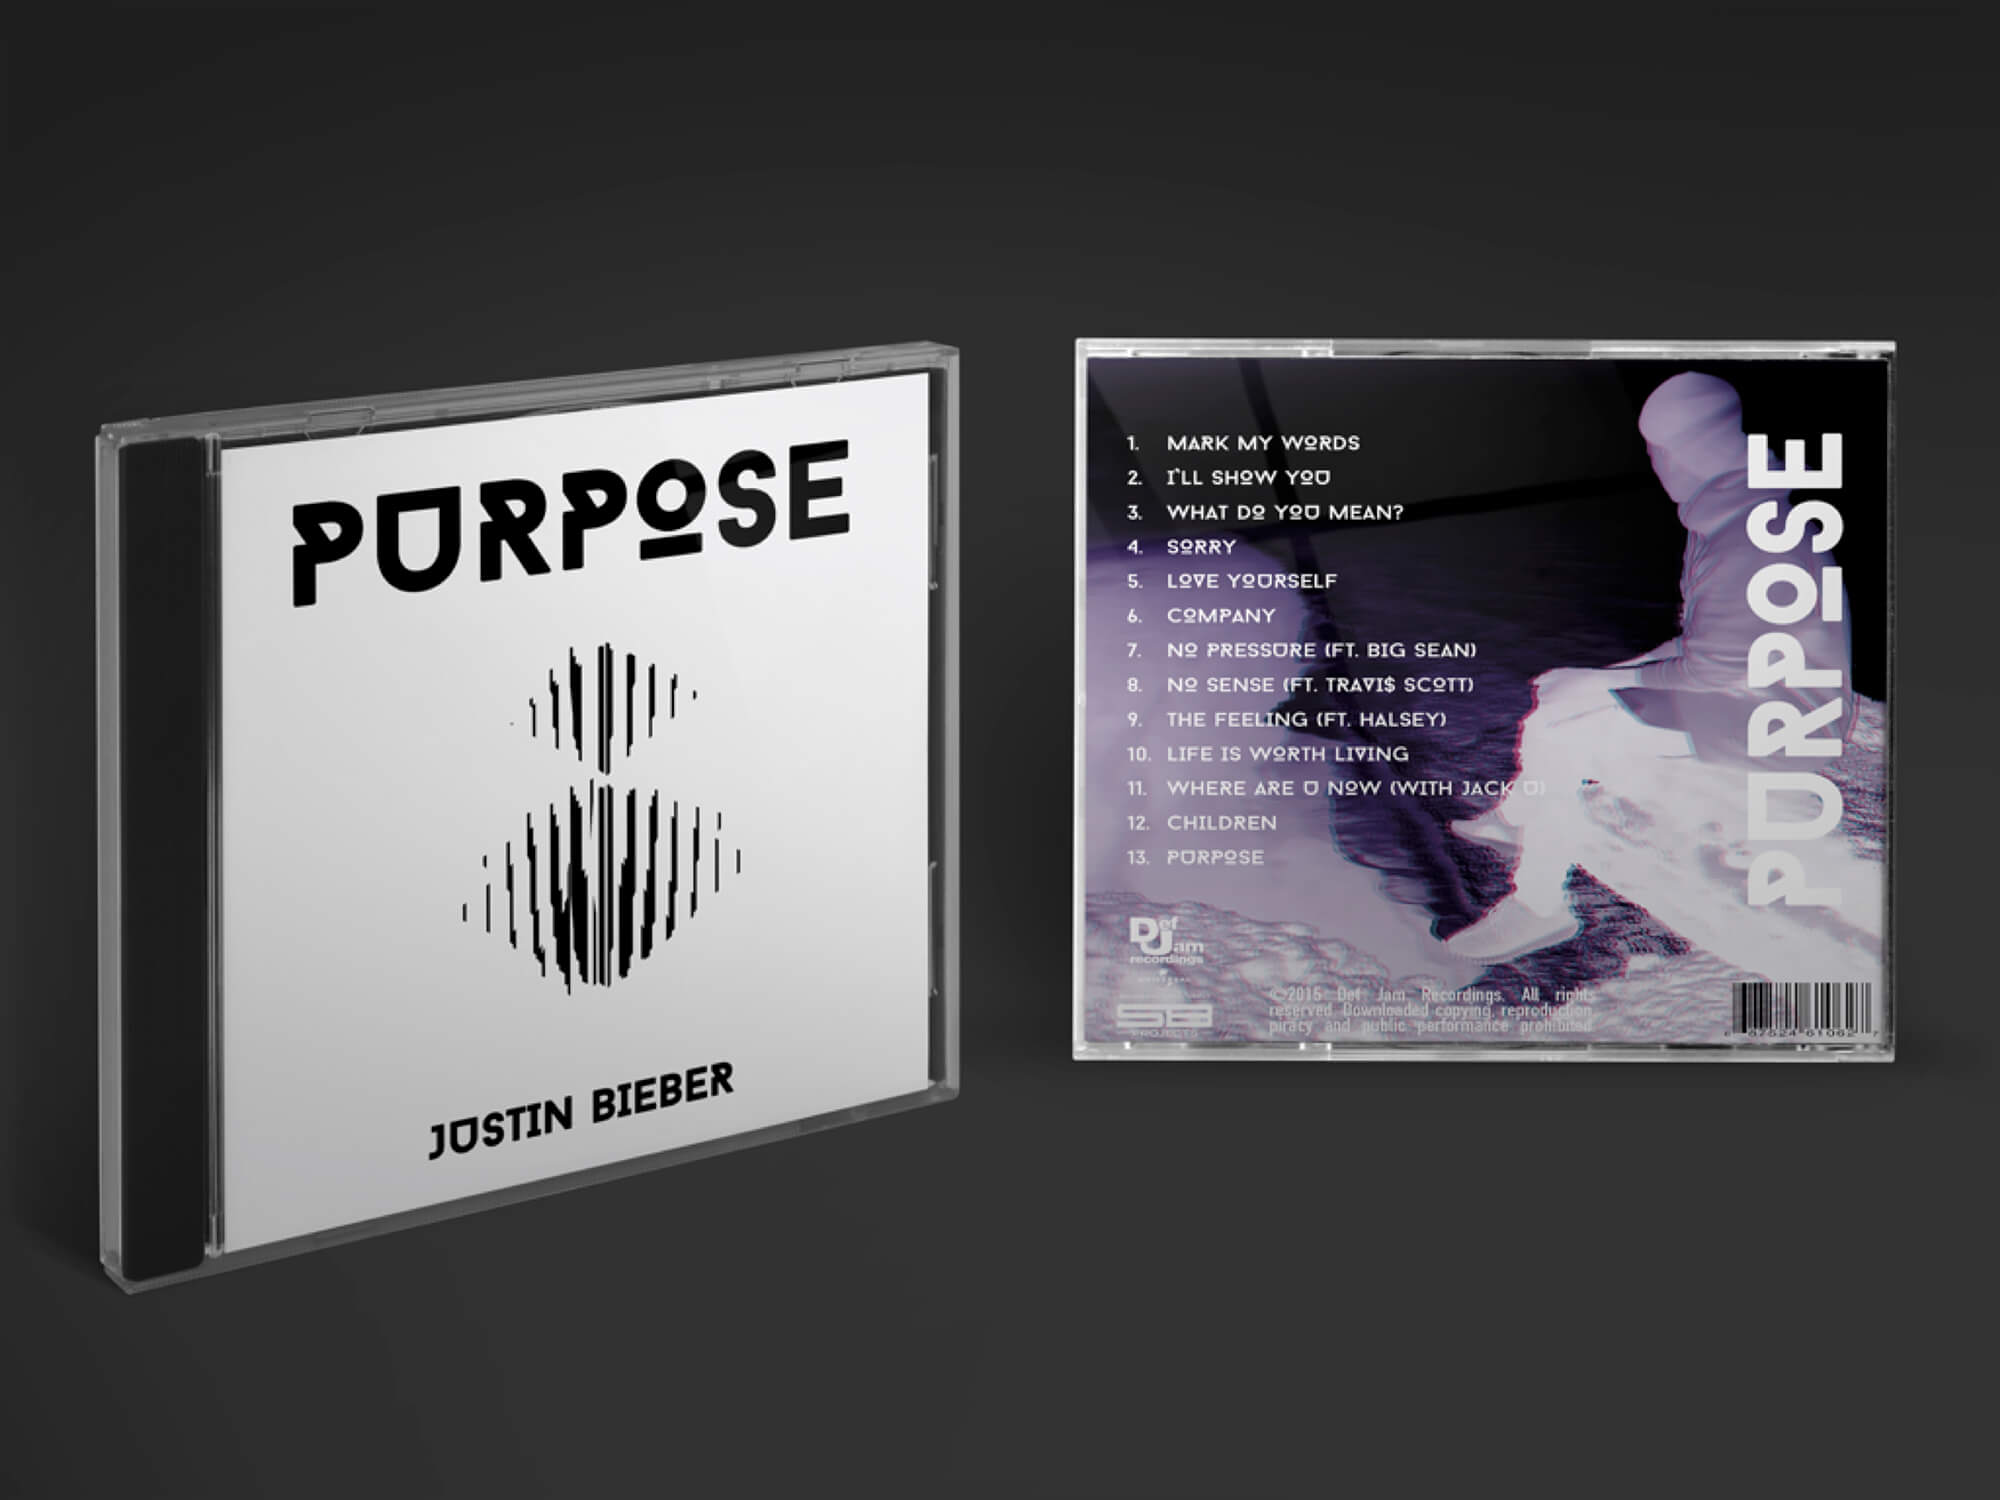 PURPOSE
JUSTIN BIEBER
1. MARK MY WORDS
2. I'LL SHOW YOU
3. WHAT DO YOU MEAN?
4. SORRY
5. LOVE YOURSELF
6. COMPANY
7. NO PRESSURE (FT. BIG SEAN)
8. NO SENSE (FT. TRAVI$ SCOTT)
9. THE FEELING (FT. HALSEY)
10. LIFE IS WORTH LIVING
11. WHERE ARE U NOW (WITH JACK U)
12. CHILDREN
13. PURPOSE
PURPOSE
Def
Jam
recordings
SB
PROJECTS
©2015 Def Jam Recordings. All rights
reserved. Downloaded copying, reproduction,
piracy and public performance prohibited